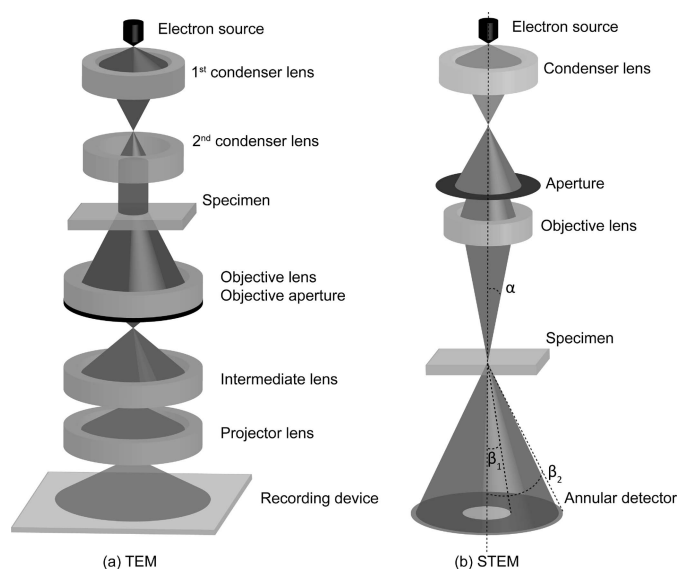 Electron source
1st condenser lens
2nd condenser lens
Specimen
Objective lens
Objective aperture
Intermediate lens
Projector lens
Recording device
(a) TEM
Electron source
Condenser lens
Aperture
Objective lens
α
Specimen
β1
β2
Annular detector
(b) STEM